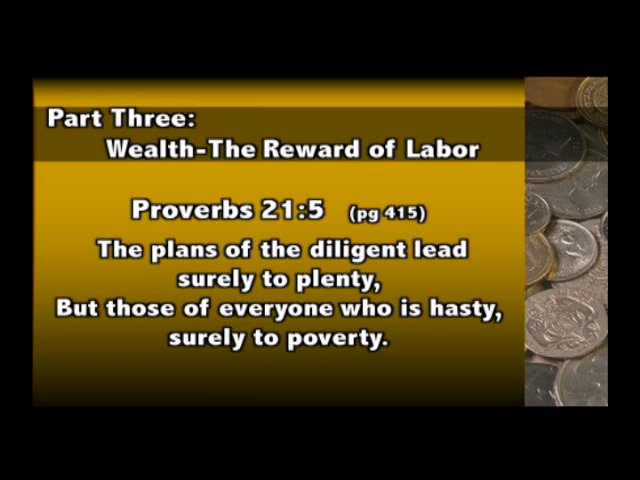 Part Three:
Wealth-The Reward of Labor
Proverbs 21:5 (pg 415)
The plans of the diligent lead
surely to plenty,
But those of everyone who is hasty,
surely to poverty.